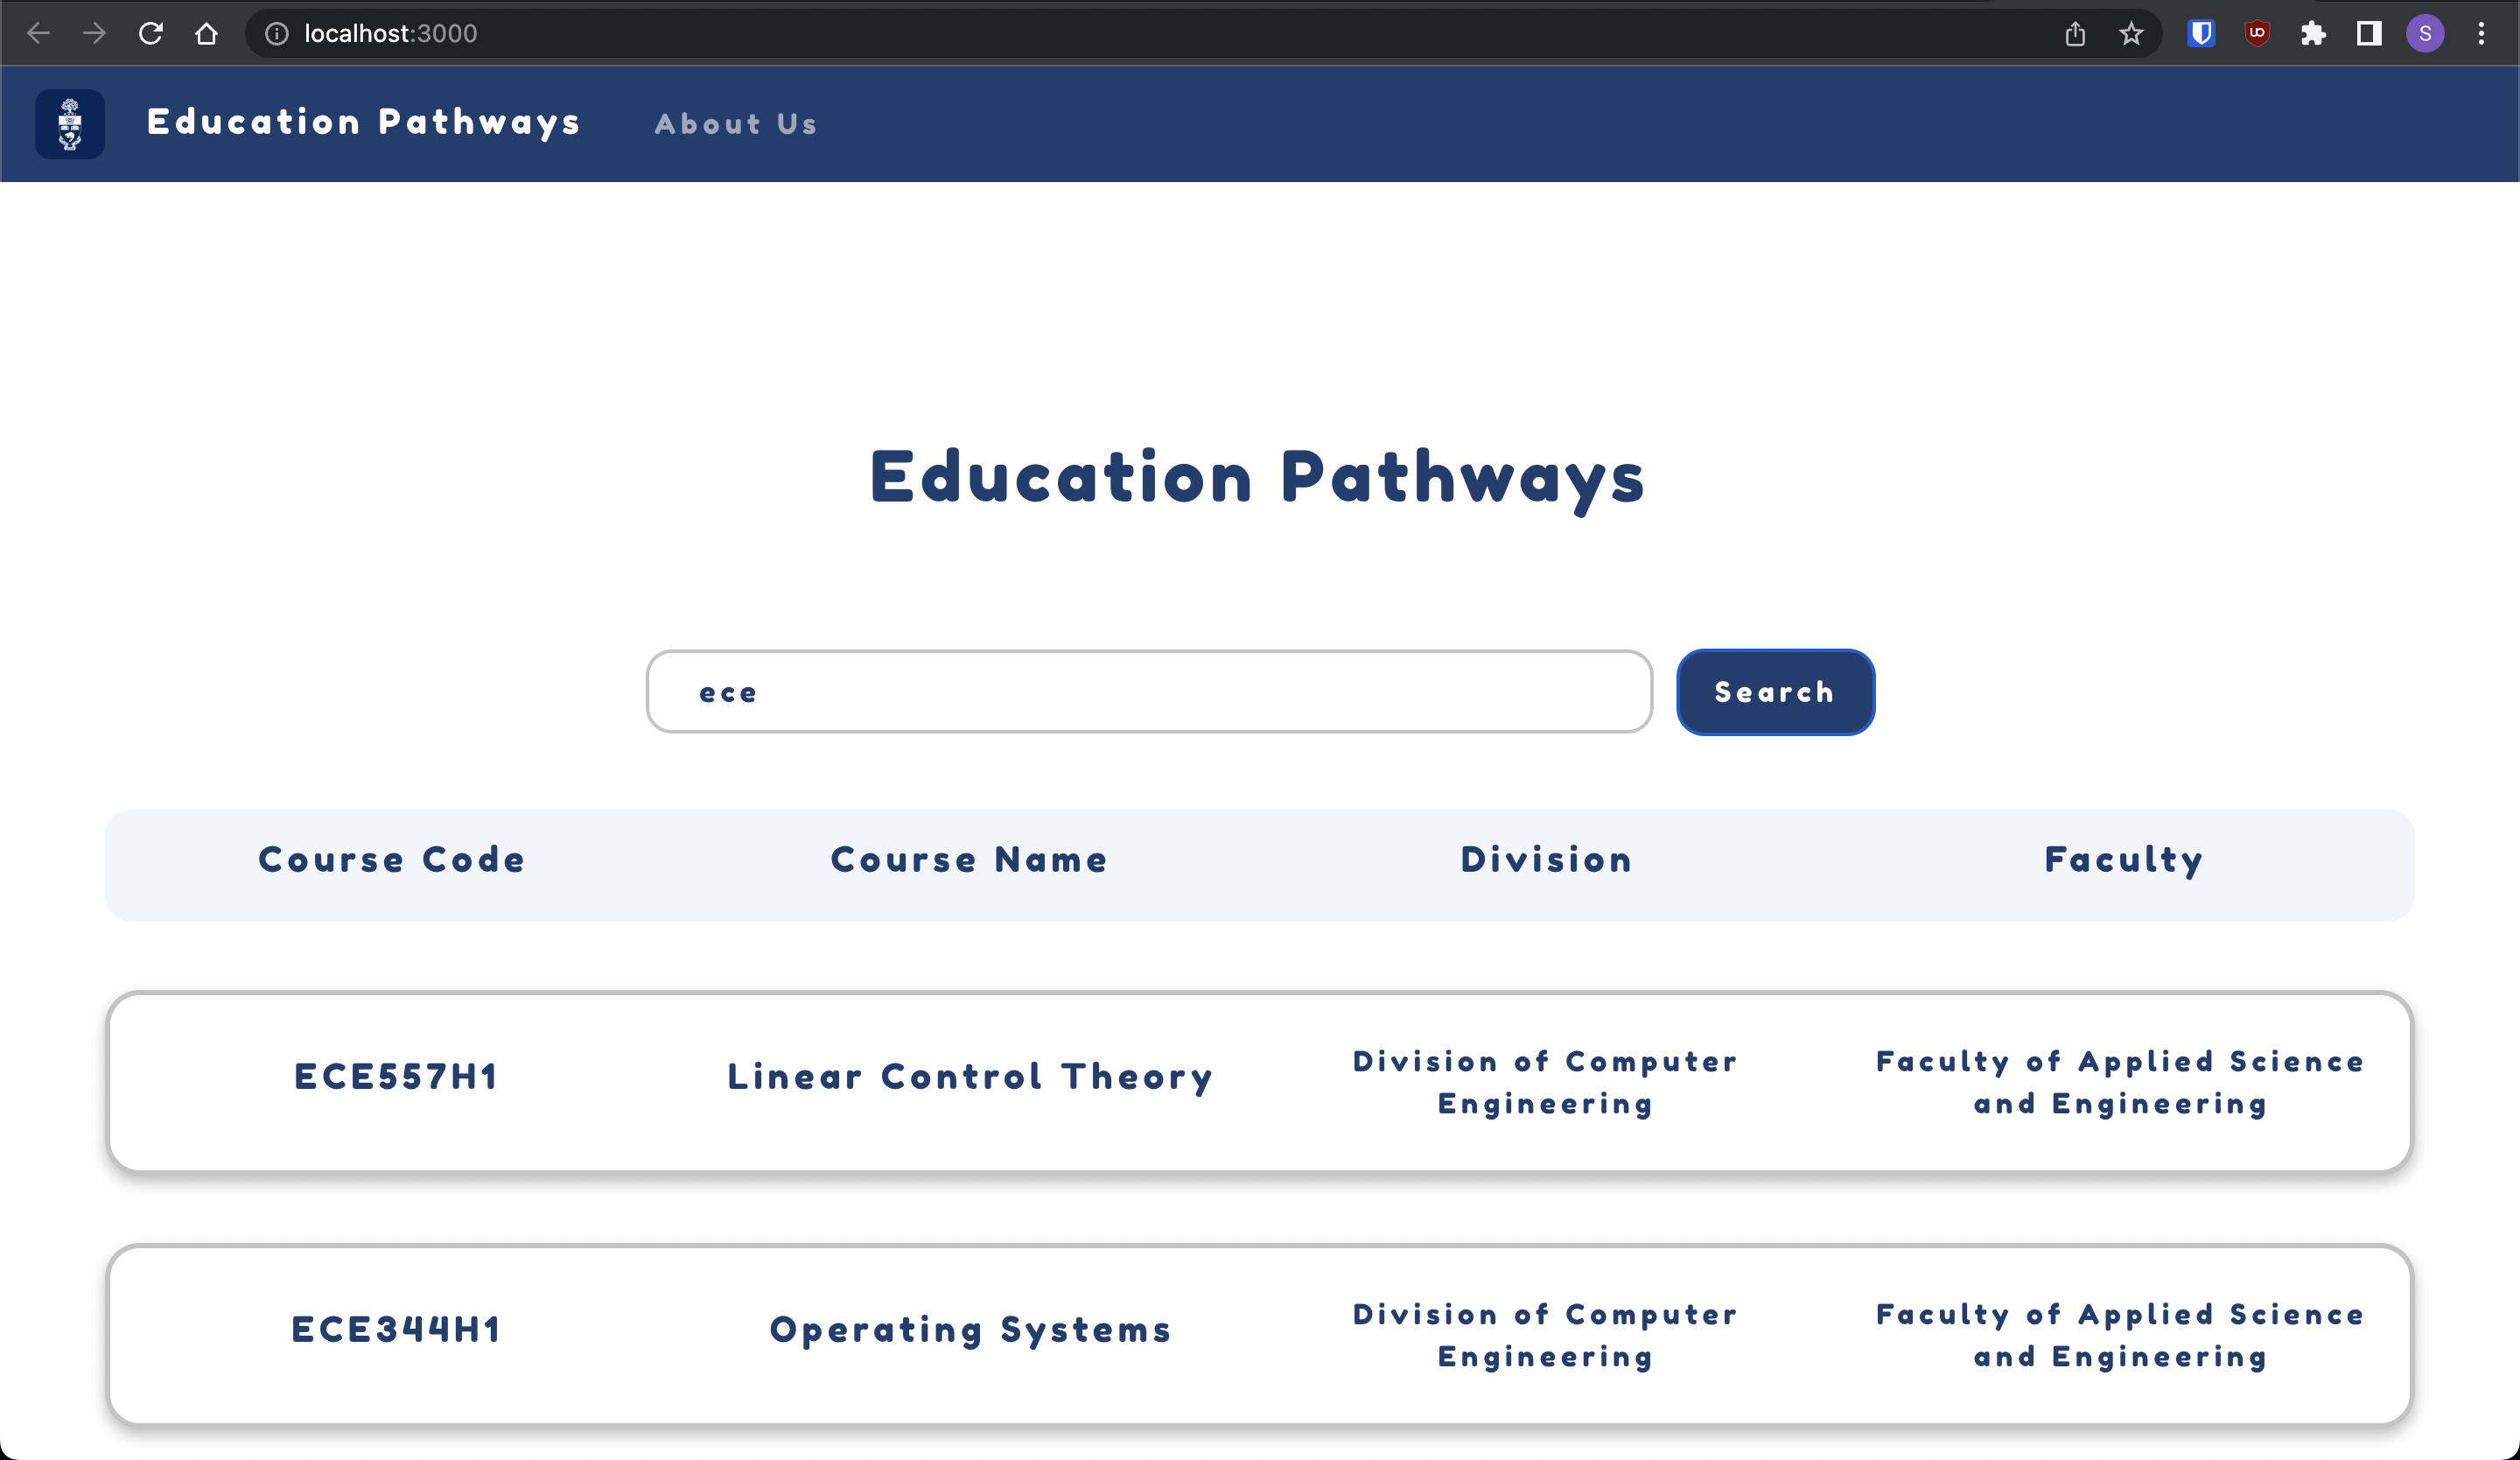 localhost:3000
UO
S
Education Pathways
About Us
Education Pathways
ece
Search
Course Code
Course Name
Division
Faculty
ECE557H1
Linear Control Theory
Division of Computer
Engineering
Faculty of Applied Science
and Engineering
ECE344H1
Operating Systems
Division of Computer
Engineering
Faculty of Applied Science
and Engineering